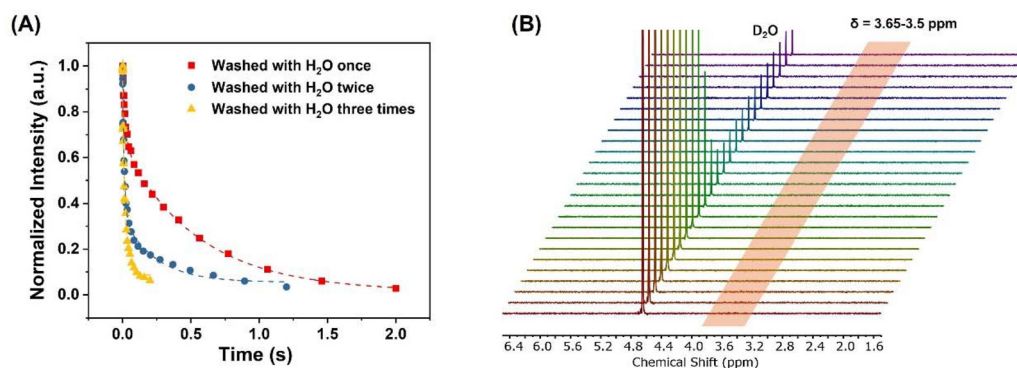 (A)
Normalized Intensity (a.u.)
1.0
0.8
0.6
0.4
0.2
0.0
Washed with H₂O once
Washed with H₂O twice
Washed with H₂O three times
0.0 0.5 1.0 1.5 2.0
Time (s)
(B)
D₂O
δ = 3.65-3.5 ppm
6.4 6.0 5.6 5.2 4.8 4.4 4.0 3.6 3.2 2.8 2.4 2.0 1.6
Chemical Shift (ppm)